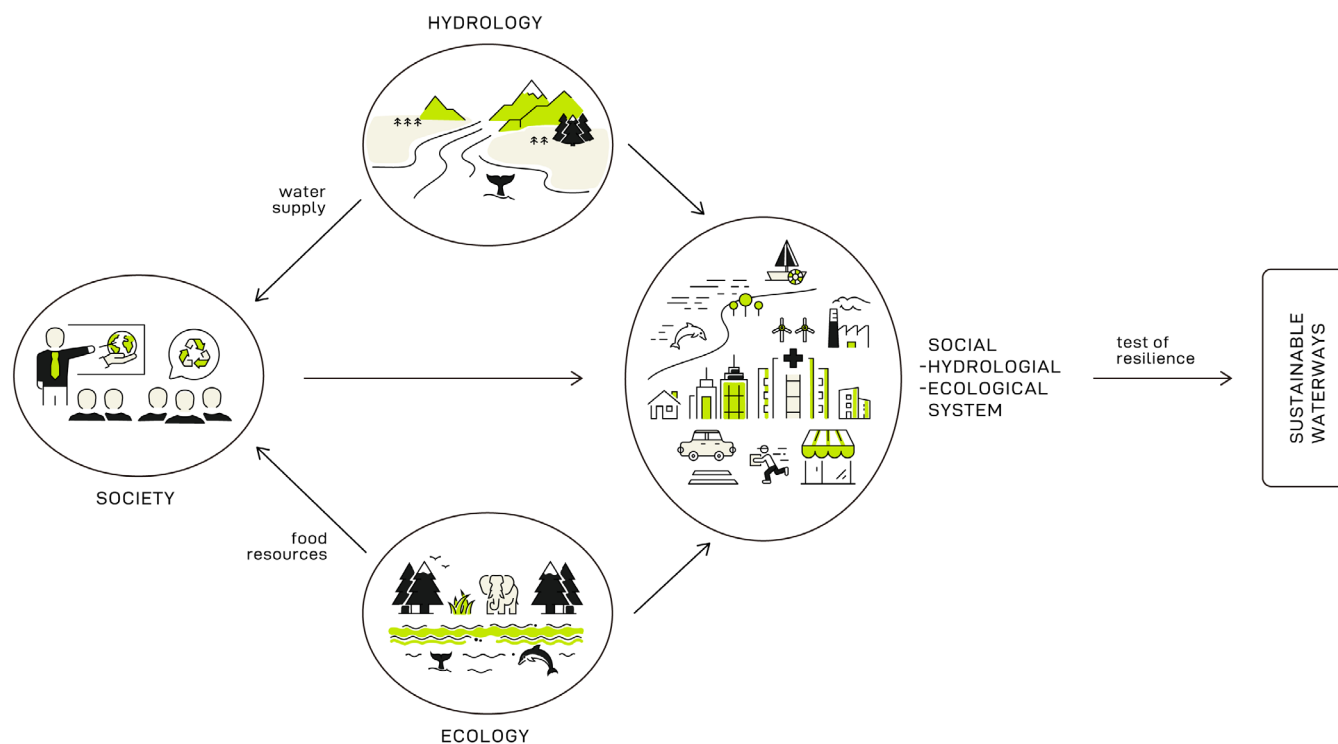 HYDROLOGY
water
supply
SOCIETY
food
resources
ECOLOGY
SOCIAL
-HYDROLOGIAL
-ECOLOGICAL
SYSTEM
test of
resilience
SUSTAINABLE
WATERWAYS